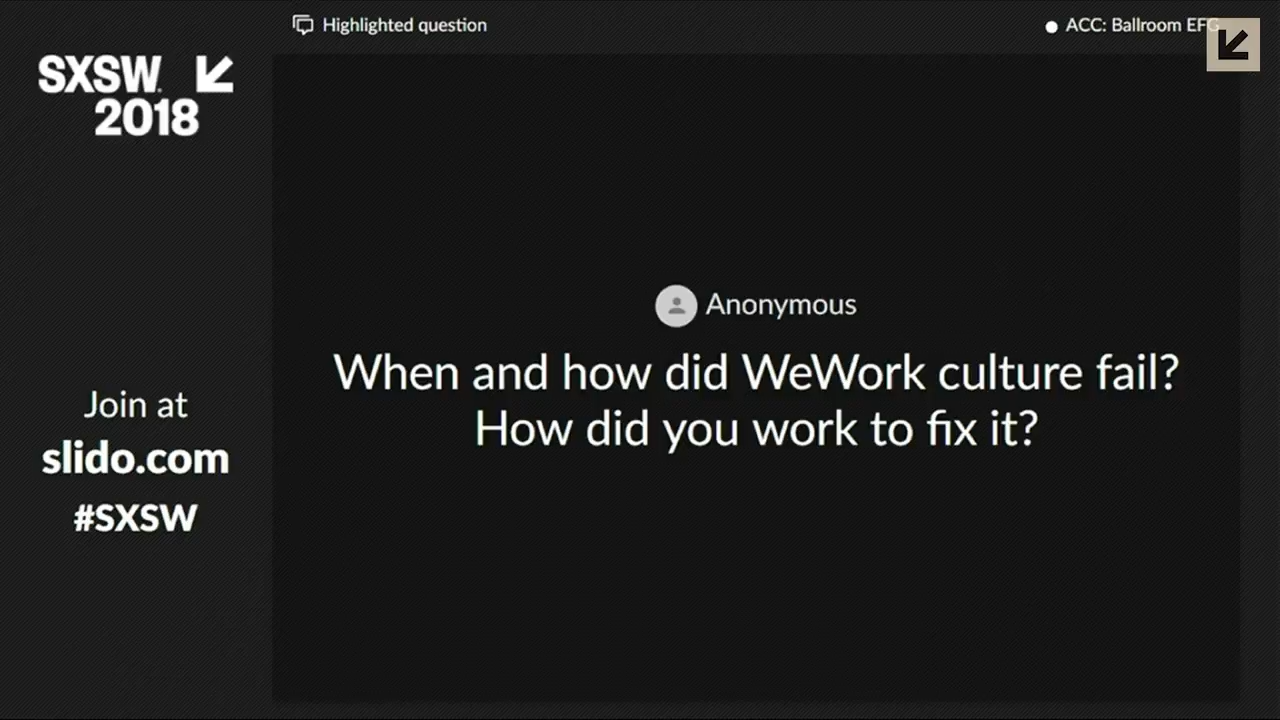 Highlighted question
ACC: Ballroom EFG
SXSW.
2018
Anonymous
When and how did WeWork culture fail?
How did you work to fix it?
Join at
slido.com
#SXSW